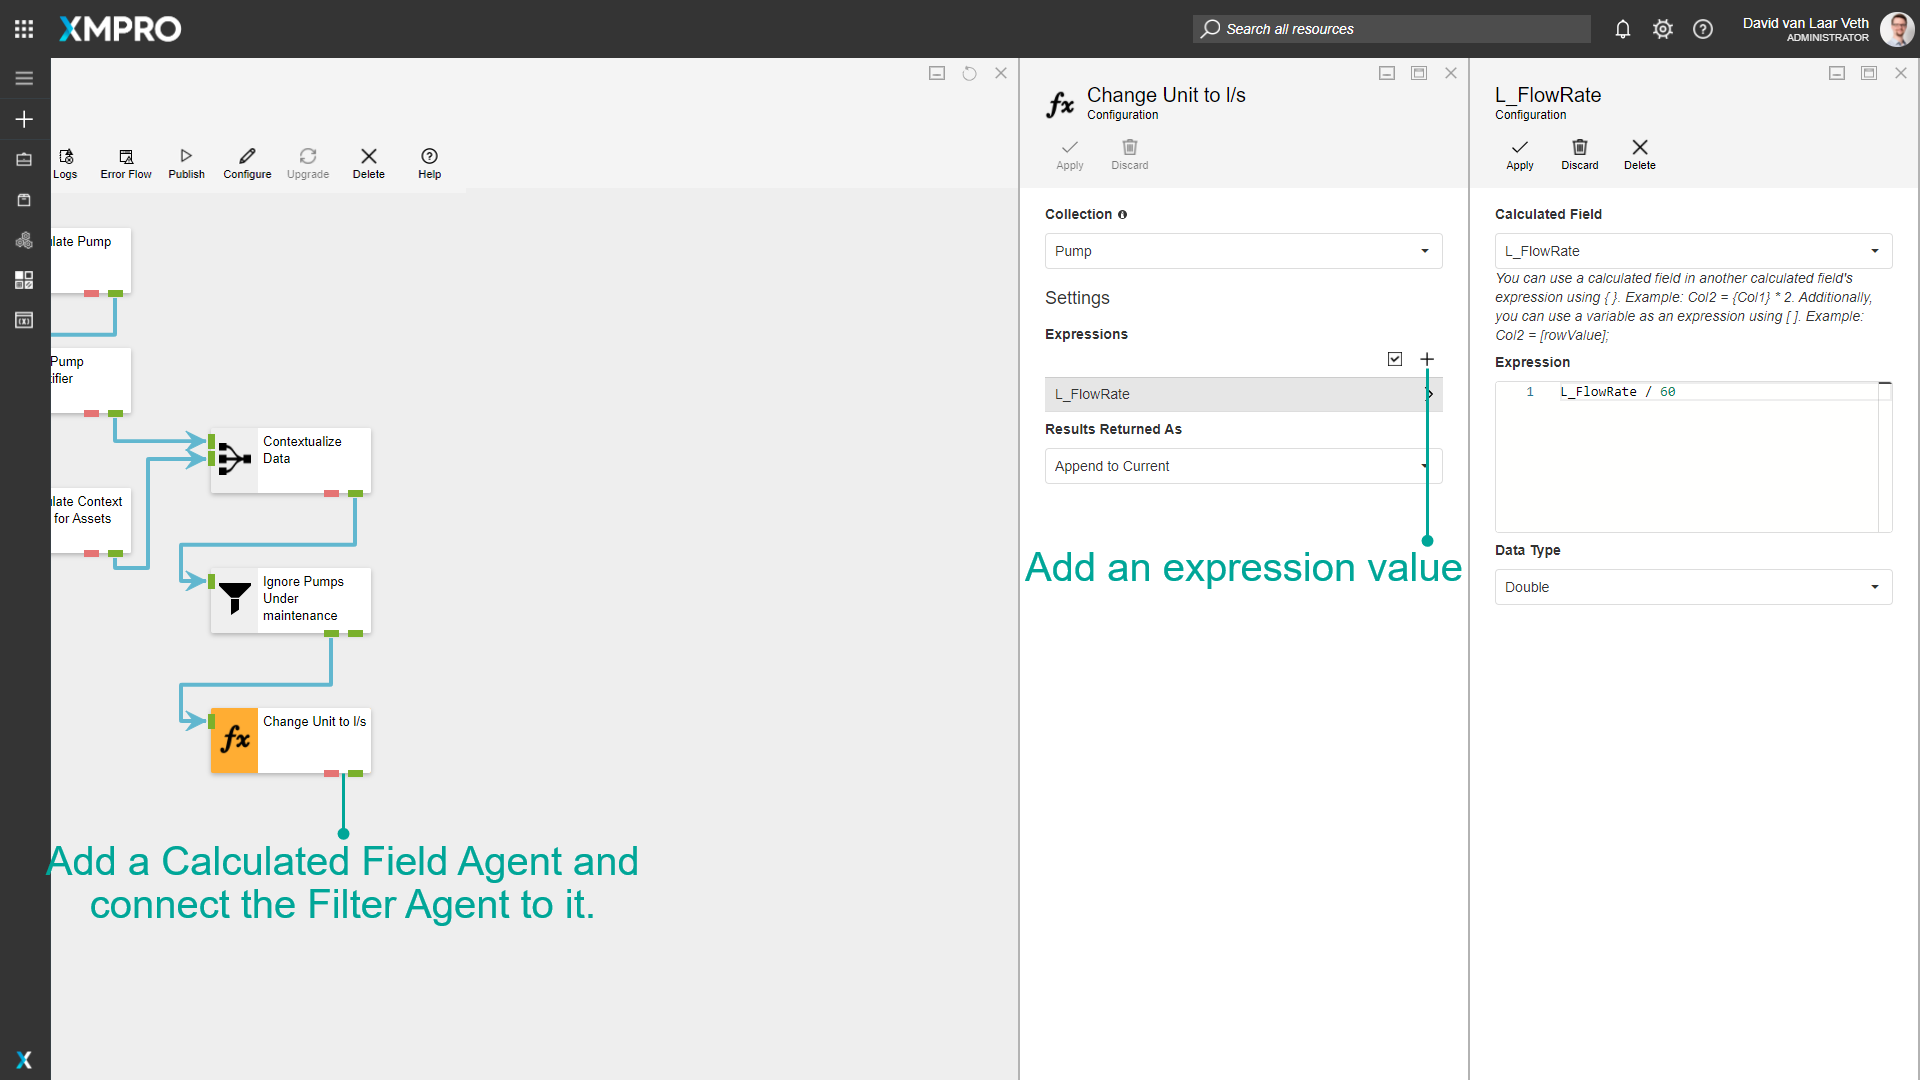 XMPRO
Search all resources
David van Laar Veth
ADMINISTRATOR
Logs
Error Flow
Publish
Configure
Upgrade
Delete
Help
late Pump
Pump
tifier
Contextualize
Data
late Context
for Assets
Ignore Pumps
Under
maintenance
fx
Change Unit to l/s
Add a Calculated Field Agent and
connect the Filter Agent to it.
fx
Change Unit to l/s
Configuration
Apply
Discard
Collection
Pump
Settings
Expressions
L_FlowRate
Results Returned As
Append to Current
Add an expression value
L_FlowRate
Configuration
Apply
Discard
Delete
Calculated Field
L_FlowRate
You can use a calculated field in another calculated field's
expression using { }. Example: Col2 = {Col1} * 2. Additionally,
you can use a variable as an expression using [ ]. Example:
Col2 = [rowValue];
Expression
1 L_FlowRate / 60
Data Type
Double